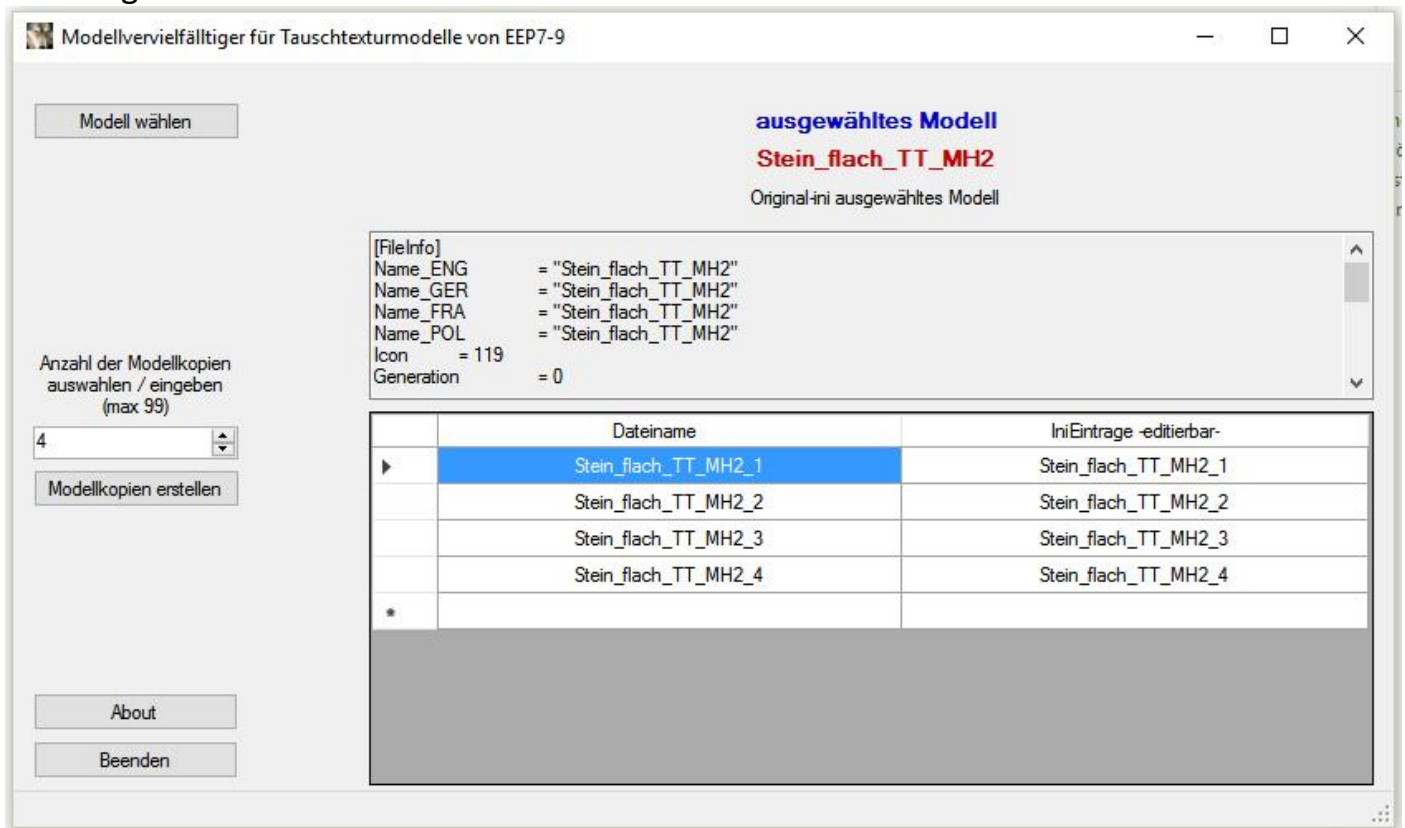 Modellvervielfälltiger für Tauschtexturmodelle von EEP7-9
Modell wählen
ausgewähltes Modell
Stein_flach_TT_MH2
Original-ini ausgewähltes Modell
[FileInfo]
Name_ENG = "Stein_flach_TT_MH2"
Name_GER = "Stein_flach_TT_MH2"
Name_FRA = "Stein_flach_TT_MH2"
Name_POL = "Stein_flach_TT_MH2"
Icon = 119
Generation = 0
Anzahl der Modellkopien
auswahlen / eingeben
(max 99)
4
Modellkopien erstellen
Dateiname IniEintrage -editierbar-
Stein_flach_TT_MH2_1 Stein_flach_TT_MH2_1
Stein_flach_TT_MH2_2 Stein_flach_TT_MH2_2
Stein_flach_TT_MH2_3 Stein_flach_TT_MH2_3
Stein_flach_TT_MH2_4 Stein_flach_TT_MH2_4
*
About
Beenden